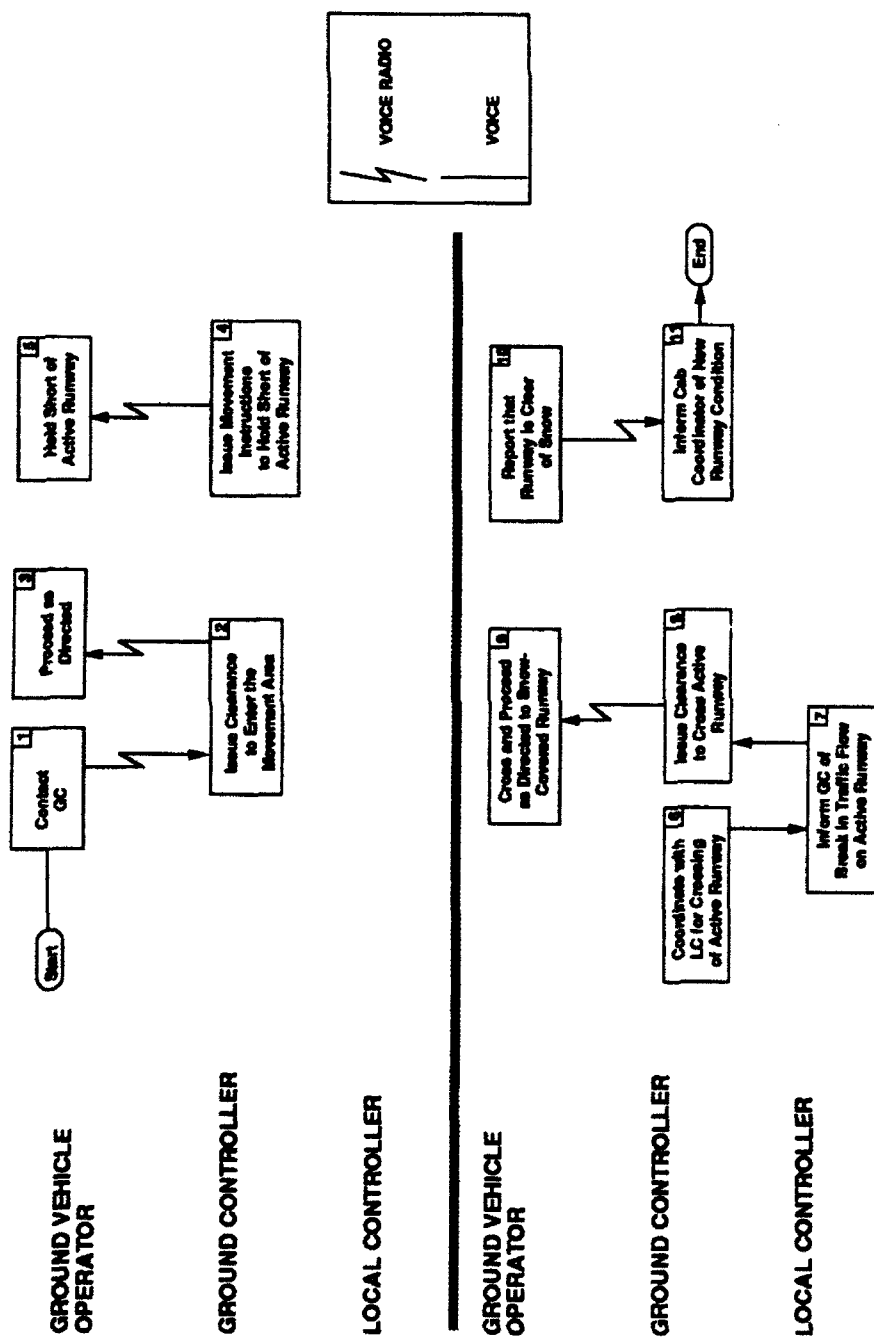 GROUND VEHICLE
OPERATOR
Start
1
Contact
GC
3
Proceed as
Directed
5
Hold Short of
Active Runway
GROUND CONTROLLER
2
Issue Clearance
to Enter the
Movement Area
4
Issue Movement
Instructions
to Hold Short of
Active Runway
LOCAL CONTROLLER
VOICE RADIO
VOICE
GROUND VEHICLE
OPERATOR
9
Cross and Proceed
as Directed to Snow-
Covered Runway
10
Report that
Runway is Clear
of Snow
GROUND CONTROLLER
6
Coordinate with
LC for Crossing
of Active Runway
8
Issue Clearance
to Cross Active
Runway
11
Inform Cab
Coordinator of New
Runway Condition
End
LOCAL CONTROLLER
7
Inform GC of
Break in Traffic Flow
on Active Runway